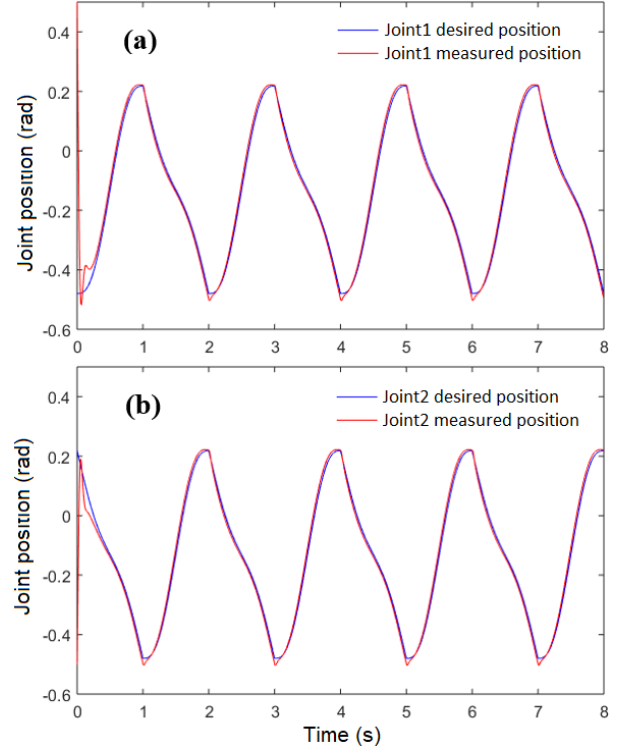 (a)
Joint1 desired position
Joint1 measured position
Joint position (rad)
0.4
0.2
0
-0.2
-0.4
-0.6
0 1 2 3 4 5 6 7 8
(b)
Joint2 desired position
Joint2 measured position
Joint position (rad)
0.4
0.2
0
-0.2
-0.4
-0.6
0 1 2 3 4 5 6 7 8
Time (s)